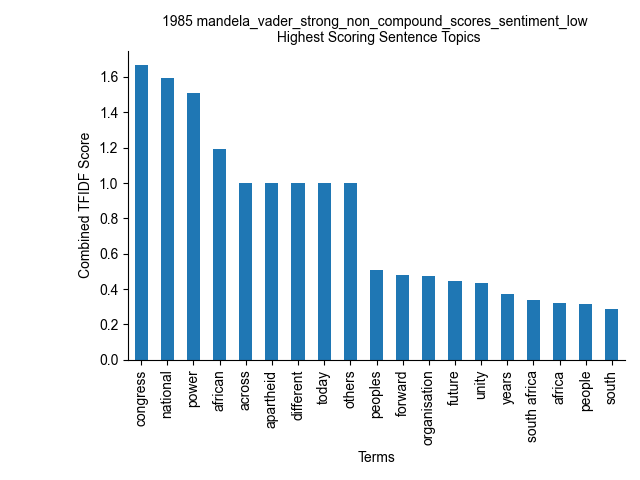 1985 mandela_vader_strong_non_compound_scores_sentiment_low
Highest Scoring Sentence Topics
Combined TFIDF Score
1.6
1.4
1.2
1.0
0.8
0.6
0.4
0.2
0.0
congress
national
power
african
across
apartheid
different
today
others
peoples
forward
organisation
future
unity
years
south africa
africa
people
south
Terms